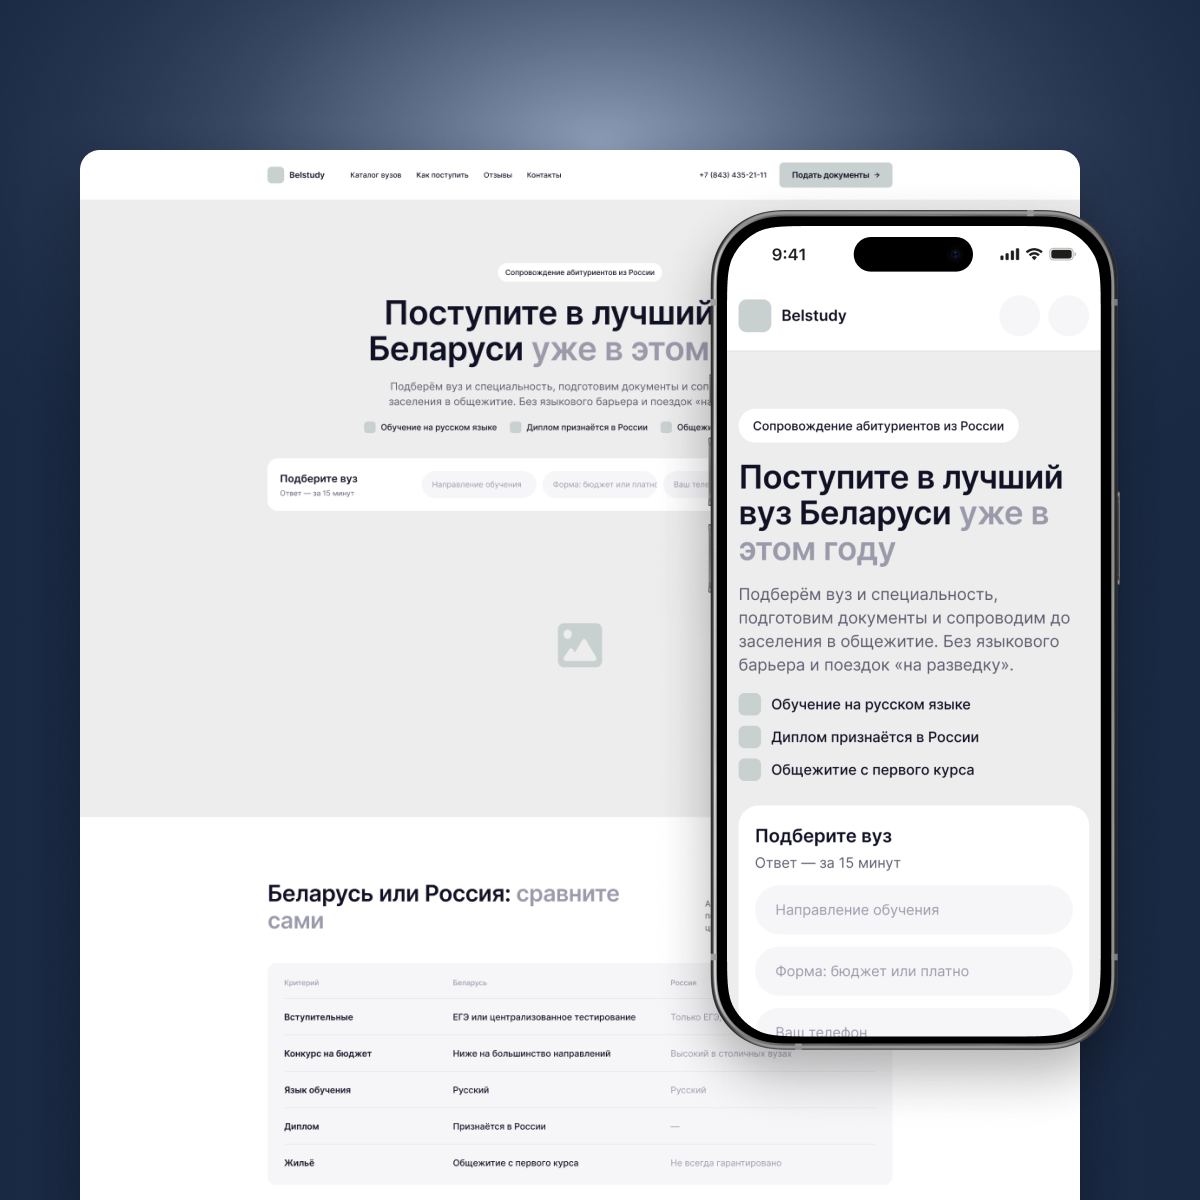 Belstudy
Каталог вузов
Как поступить
Отзывы
Контакты
+7 (843) 435-21-11
Подать документы →
Сопровождение абитуриентов из России
Поступите в лучший
Беларуси уже в этом
Подберём вуз и специальность, подготовим документы и
заселения в общежитие. Без языкового барьера и поездок
Обучение на русском языке
Диплом признаётся в России
Подберите вуз
Ответ — за 15 минут
Направление обучения
Форма: бюджет или
Ваш
Беларусь или Россия: сравните
сами
Критерий
Беларусь
Россия
Вступительные
ЕГЭ или централизованное тестирование
Только ЕГЭ
Конкурс на бюджет
Ниже на большинство направлений
Высокий в столичных вузах
Язык обучения
Русский
Русский
Диплом
Признаётся в России
—
Жильё
Общежитие с первого курса
Не всегда гарантировано
9:41
Belstudy
Сопровождение абитуриентов из России
Поступите в лучший
вуз Беларуси уже в
этом году
Подберём вуз и специальность,
подготовим документы и сопроводим до
заселения в общежитие. Без языкового
барьера и поездок «на разведку».
Обучение на русском языке
Диплом признаётся в России
Общежитие с первого курса
Подберите вуз
Ответ — за 15 минут
Направление обучения
Форма: бюджет или платно
Ваш телефон